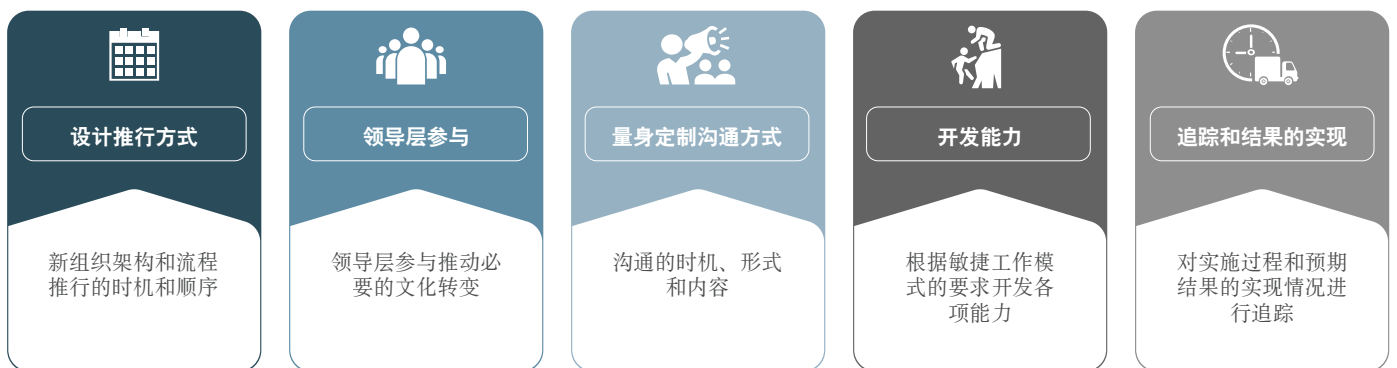 设计推行方式
新组织架构和流程
推行的时机和顺序
领导层参与
领导层参与推动必
要的文化转变
量身定制沟通方式
沟通的时机、形式
和内容
开发能力
根据敏捷工作模
式的要求开发各
项能力
追踪和结果的实现
对实施过程和预期
结果的实现情况进
行追踪